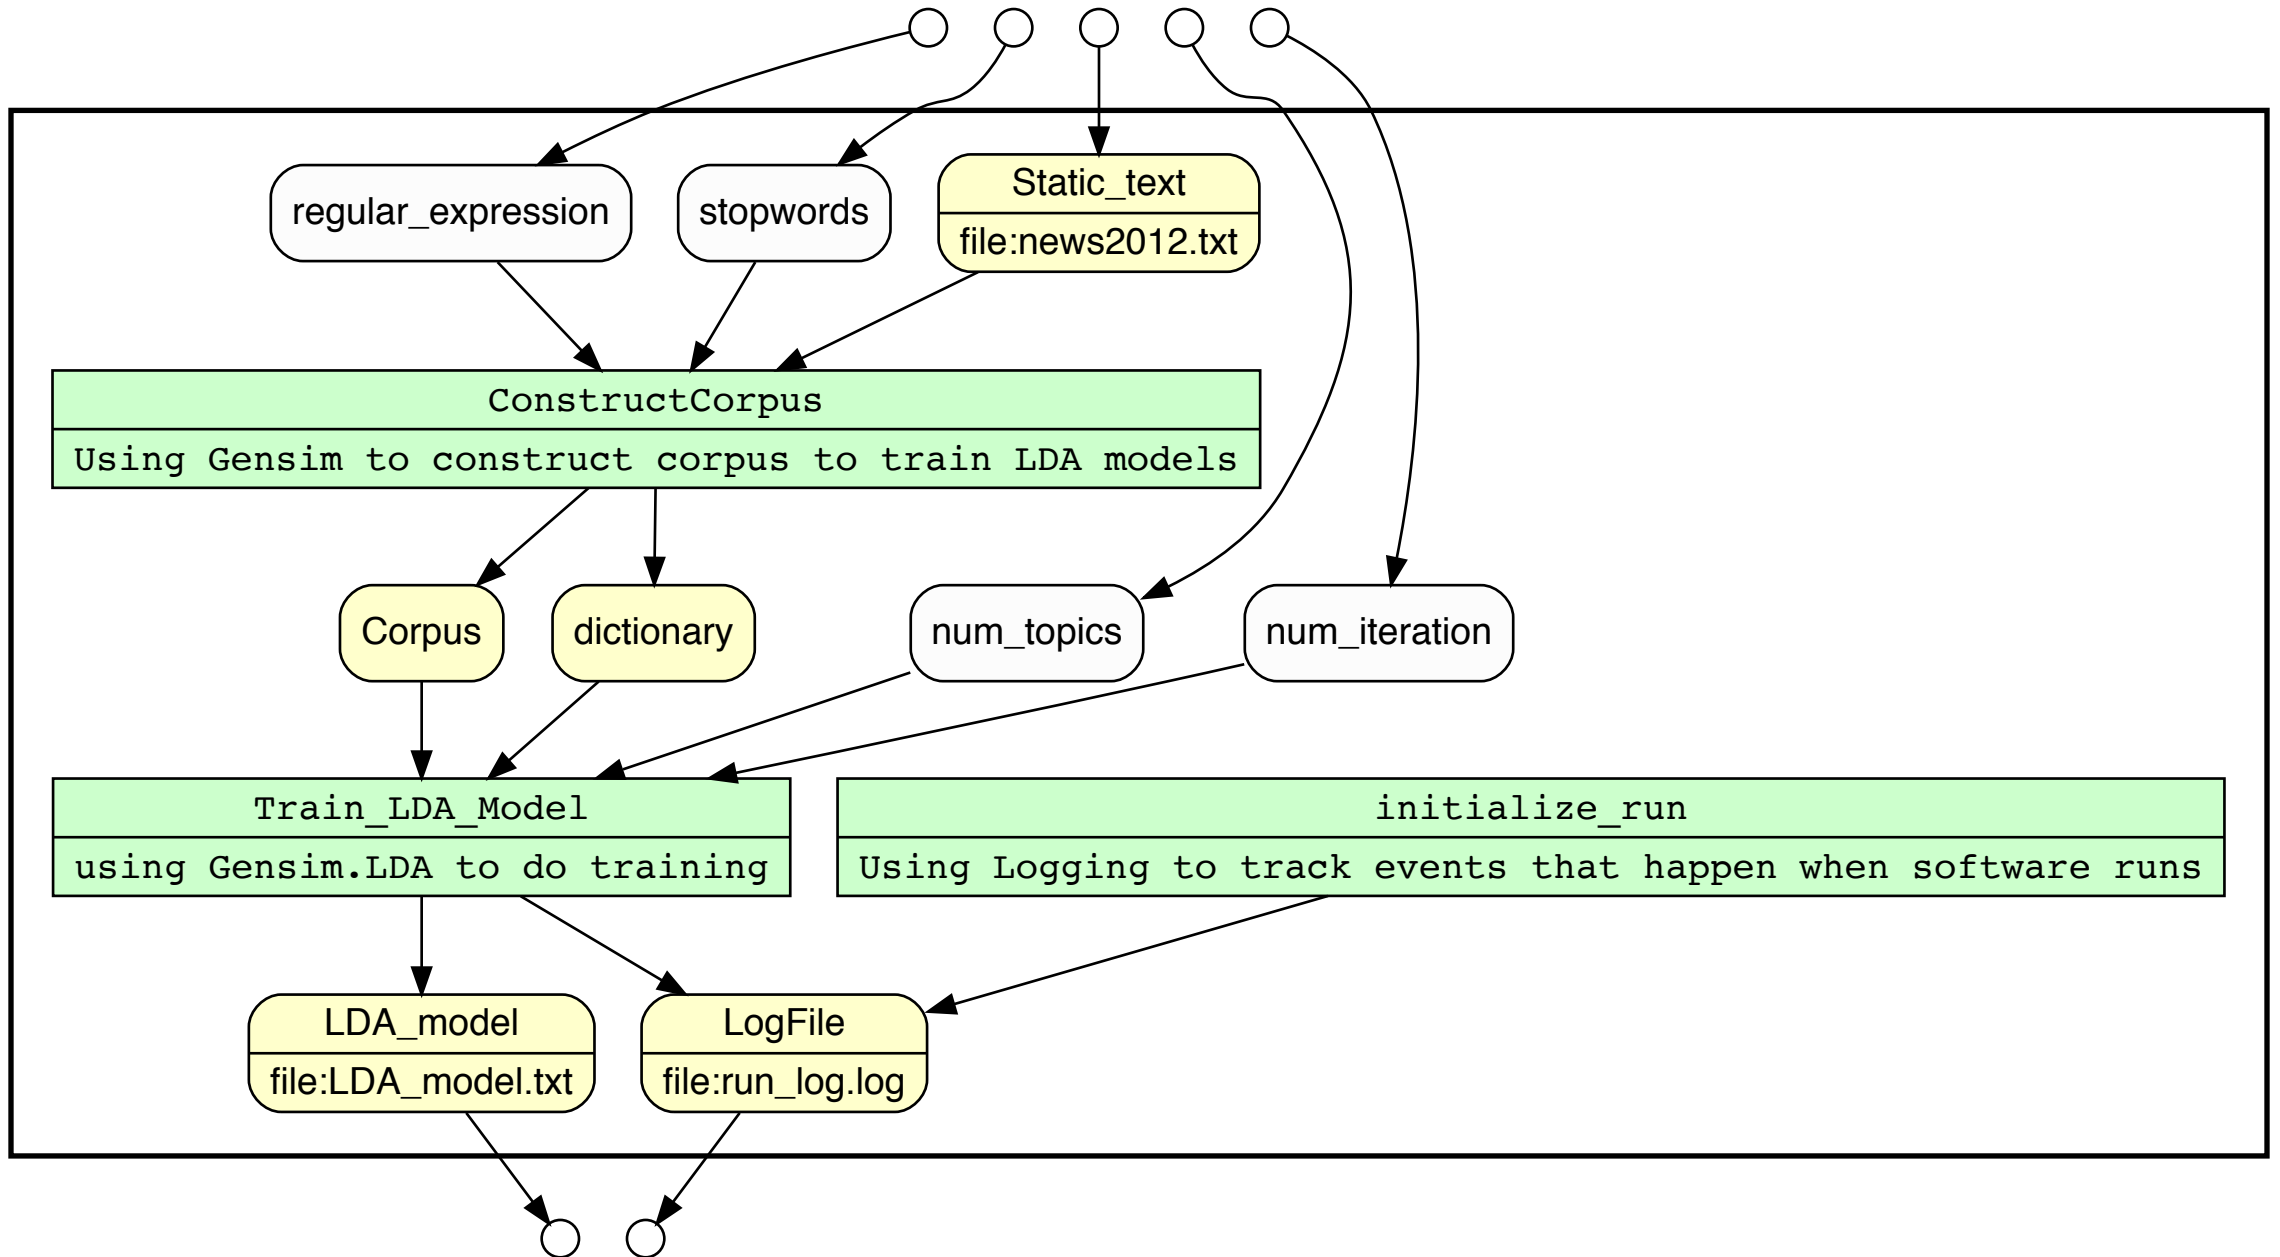 regular_expression
stopwords
Static_text
file:news2012.txt
ConstructCorpus
Using Gensim to construct corpus to train LDA models
Corpus
dictionary
num_topics
num_iteration
Train_LDA_Model
using Gensim.LDA to do training
initialize_run
Using Logging to track events that happen when software runs
LDA_model
file:LDA_model.txt
LogFile
file:run_log.log